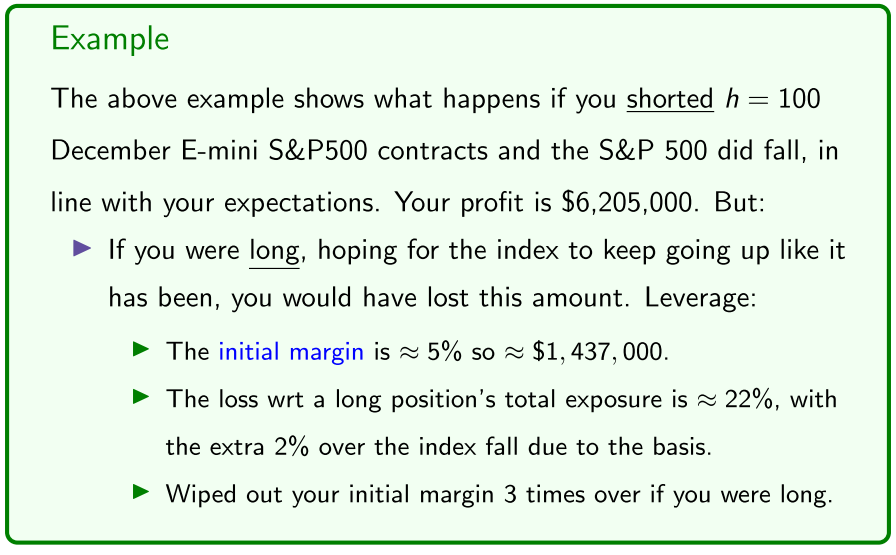 Example
The above example shows what happens if you shorted h = 100
December E-mini S&P500 contracts and the S&P 500 did fall, in
line with your expectations. Your profit is $6,205,000. But:
▶ If you were long, hoping for the index to keep going up like it
has been, you would have lost this amount. Leverage:
▶ The initial margin is ≈ 5% so ≈ $1,437,000.
▶ The loss wrt a long position's total exposure is ≈ 22%, with
the extra 2% over the index fall due to the basis.
▶ Wiped out your initial margin 3 times over if you were long.